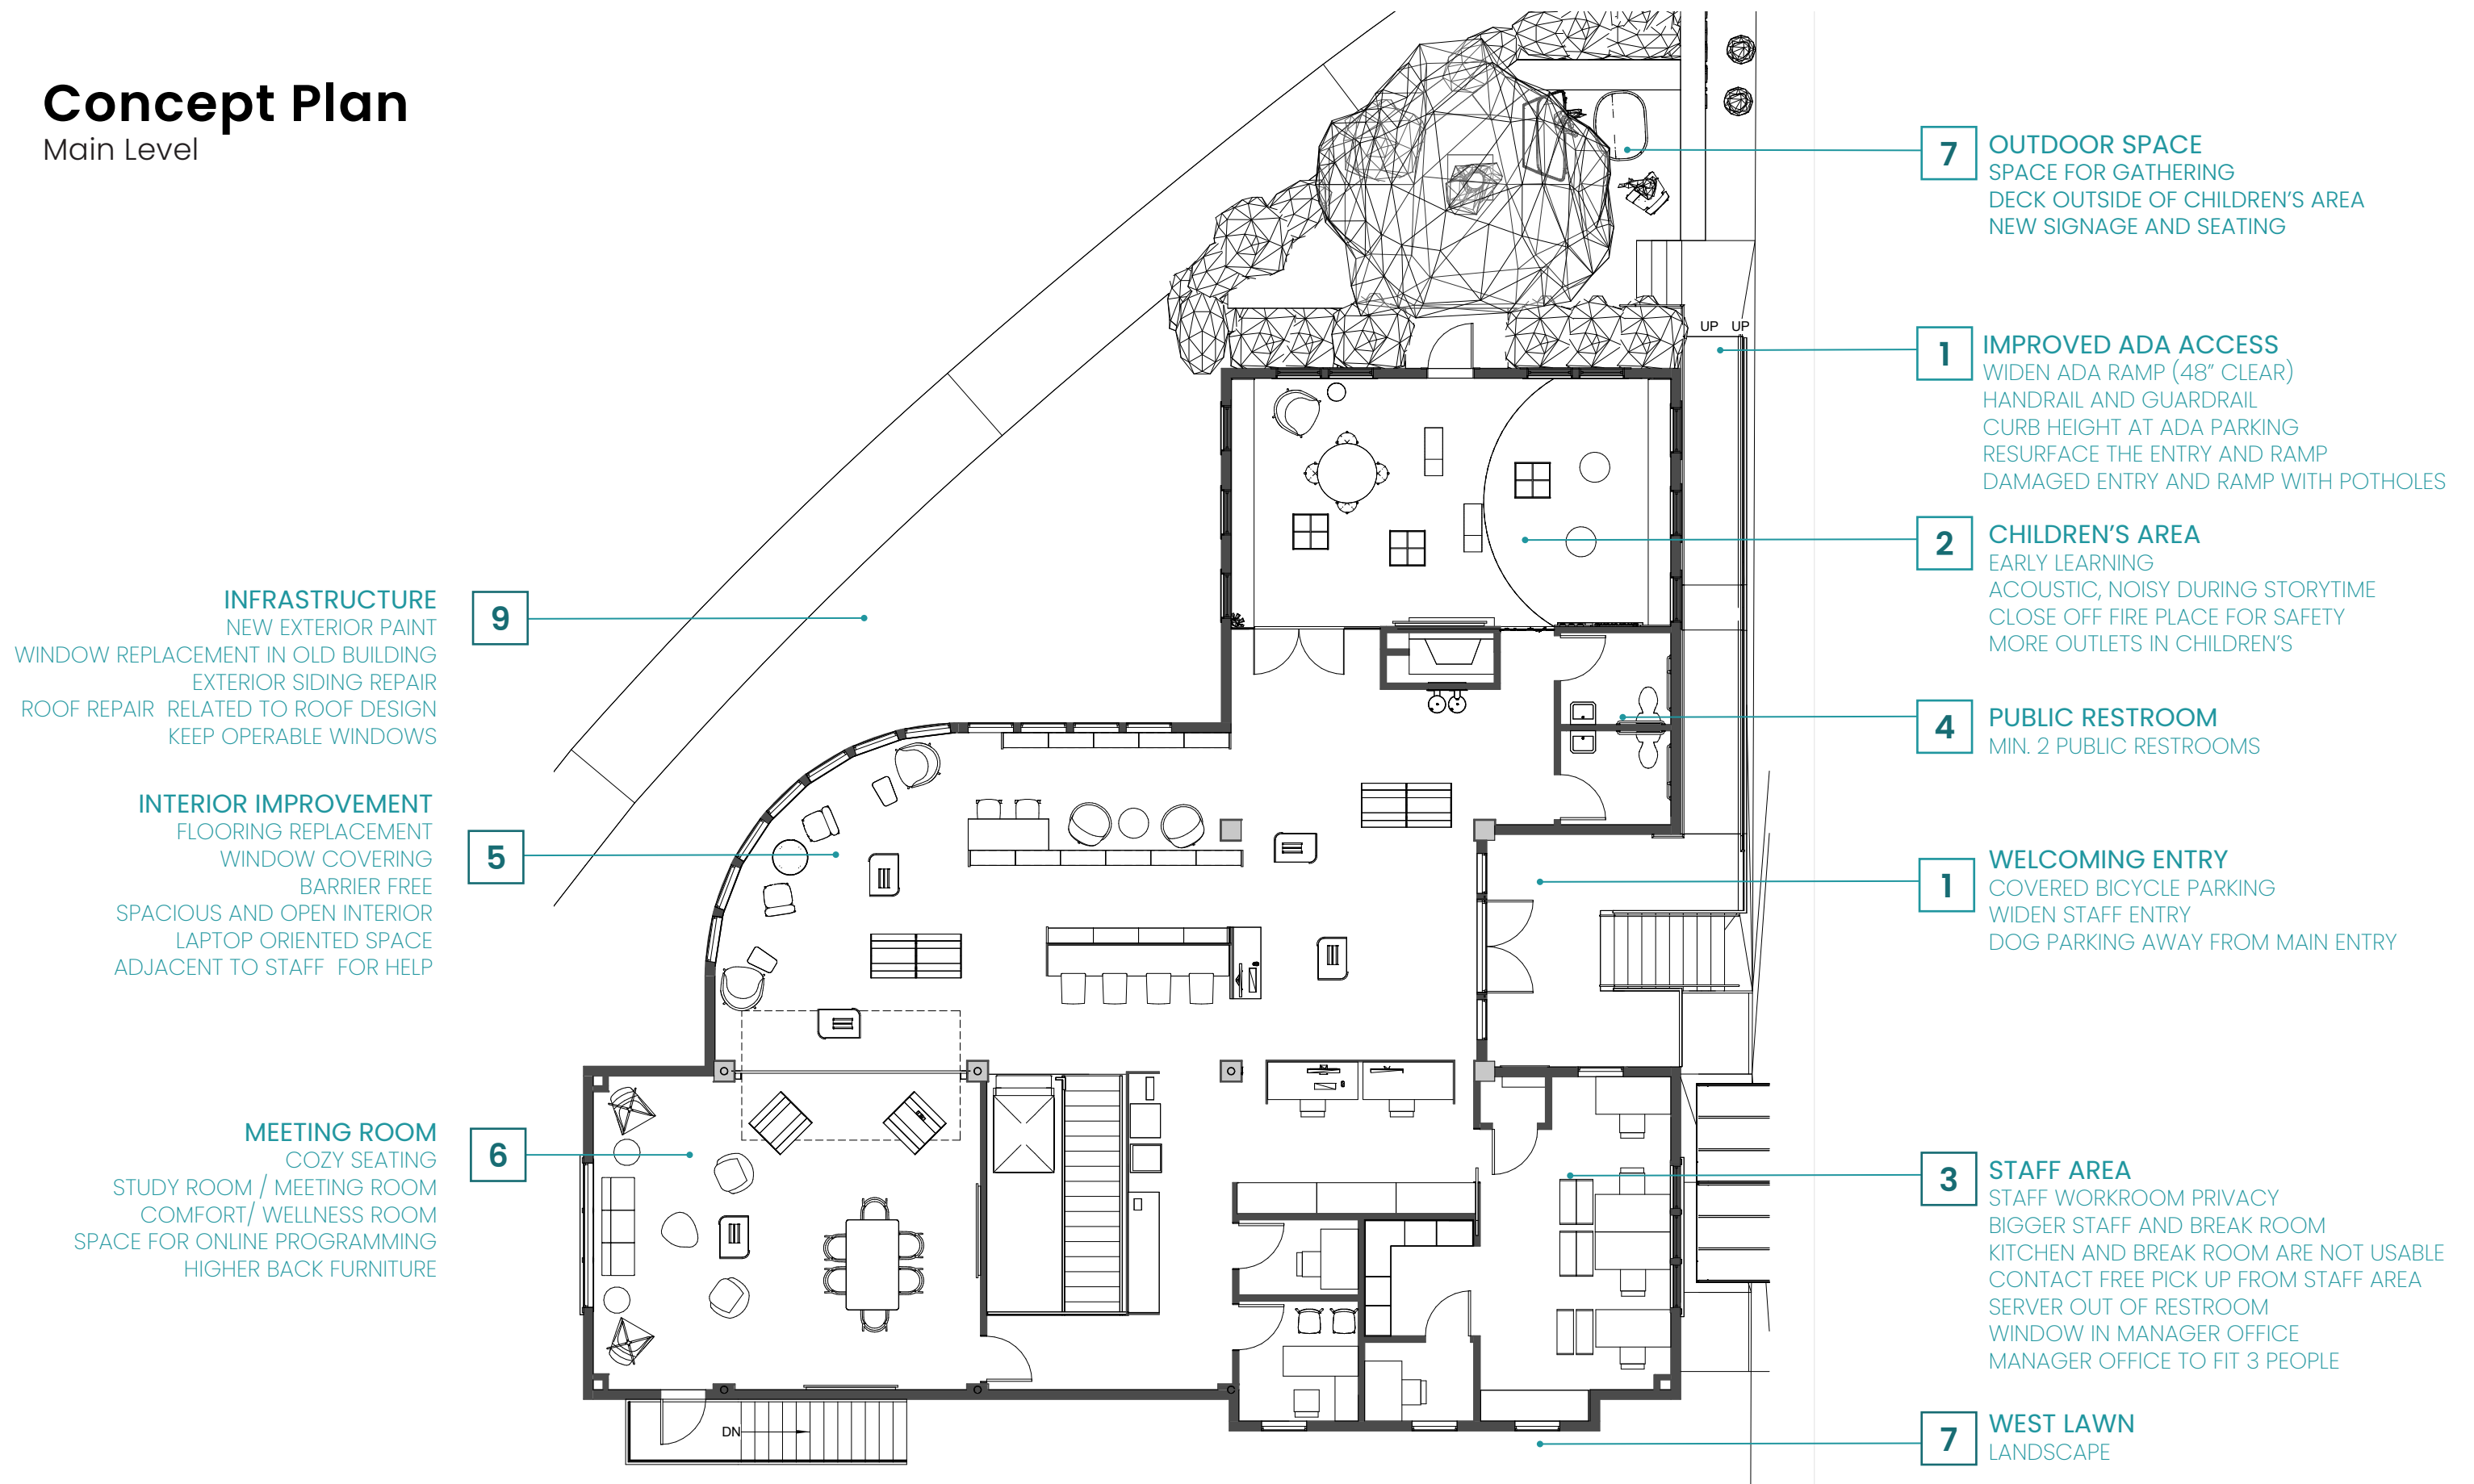 Concept Plan
Main Level
7
OUTDOOR SPACE
SPACE FOR GATHERING
DECK OUTSIDE OF CHILDREN'S AREA
NEW SIGNAGE AND SEATING
UP UP
1
IMPROVED ADA ACCESS
WIDEN ADA RAMP (48” CLEAR)
HANDRAIL AND GUARDRAIL
CURB HEIGHT AT ADA PARKING
RESURFACE THE ENTRY AND RAMP
DAMAGED ENTRY AND RAMP WITH POTHOLES
2
CHILDREN'S AREA
EARLY LEARNING
ACOUSTIC, NOISY DURING STORYTIME
CLOSE OFF FIRE PLACE FOR SAFETY
MORE OUTLETS IN CHILDREN'S
INFRASTRUCTURE
9
NEW EXTERIOR PAINT
WINDOW REPLACEMENT IN OLD BUILDING
EXTERIOR SIDING REPAIR
ROOF REPAIR RELATED TO ROOF DESIGN
KEEP OPERABLE WINDOWS
4
PUBLIC RESTROOM
MIN. 2 PUBLIC RESTROOMS
INTERIOR IMPROVEMENT
5
FLOORING REPLACEMENT
WINDOW COVERING
BARRIER FREE
SPACIOUS AND OPEN INTERIOR
LAPTOP ORIENTED SPACE
ADJACENT TO STAFF FOR HELP
1
WELCOMING ENTRY
COVERED BICYCLE PARKING
WIDEN STAFF ENTRY
DOG PARKING AWAY FROM MAIN ENTRY
MEETING ROOM
6
COZY SEATING
STUDY ROOM / MEETING ROOM
COMFORT/ WELLNESS ROOM
SPACE FOR ONLINE PROGRAMMING
HIGHER BACK FURNITURE
3
STAFF AREA
STAFF WORKROOM PRIVACY
BIGGER STAFF AND BREAK ROOM
KITCHEN AND BREAK ROOM ARE NOT USABLE
CONTACT FREE PICK UP FROM STAFF AREA
SERVER OUT OF RESTROOM
WINDOW IN MANAGER OFFICE
MANAGER OFFICE TO FIT 3 PEOPLE
DN
7
WEST LAWN
LANDSCAPE